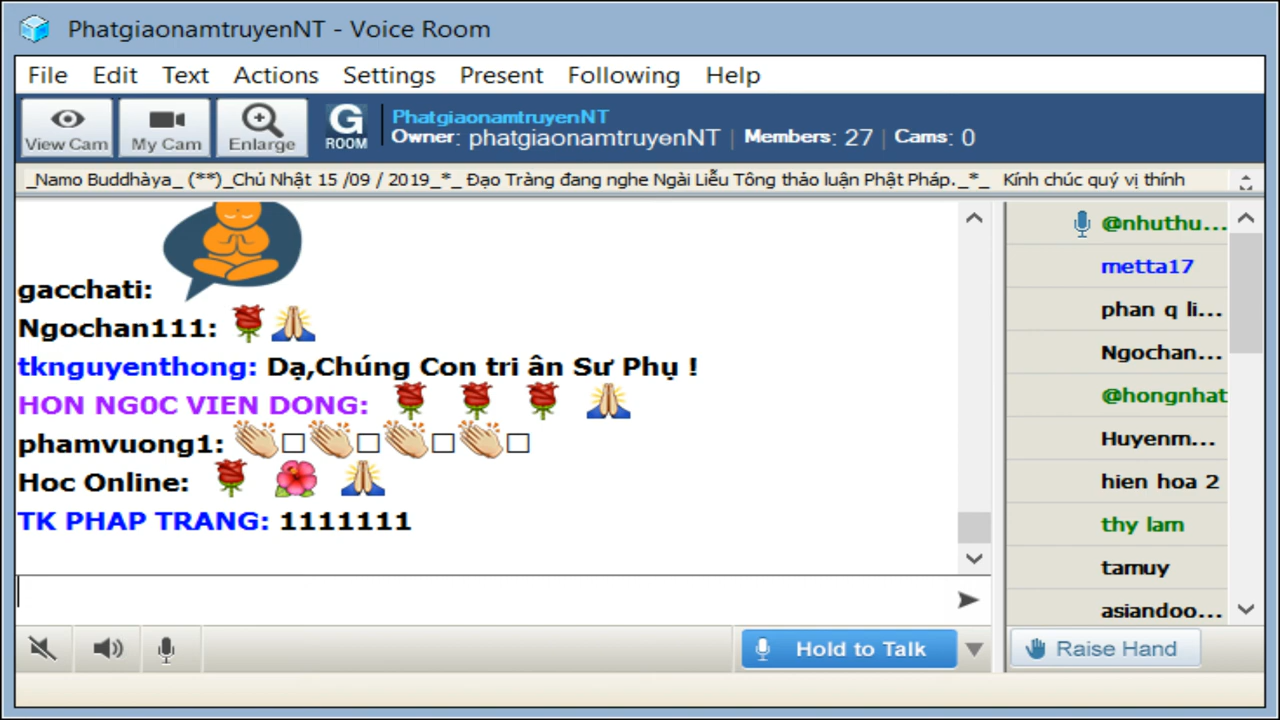 PhatgiaonamtruyenNT - Voice Room
File Edit Text Actions Settings Present Following Help
View Cam My Cam Enlarge G ROOM
PhatgiaonamtruyenNT
Owner: phatgiaonamtruyenNT | Members: 27 | Cams: 0
_Namo Buddhàya_ (**)_Chủ Nhật 15 /09 / 2019_*_ Đạo Tràng đang nghe Ngài Liễu Tông thảo luận Phật Pháp._*_ Kính chúc quý vị thính
gacchati:
Ngochan111:
tknguyenthong: Dạ,Chúng Con tri ân Sư Phụ !
HON NG0C VIEN DONG:
phamvuong1:
Hoc Online:
TK PHAP TRANG: 1111111
@nhuthu...
metta17
phan q li...
Ngochan...
@hongnhat
Huyenm...
hien hoa 2
thy lam
tamuy
asiandoo...
Hold to Talk
Raise Hand